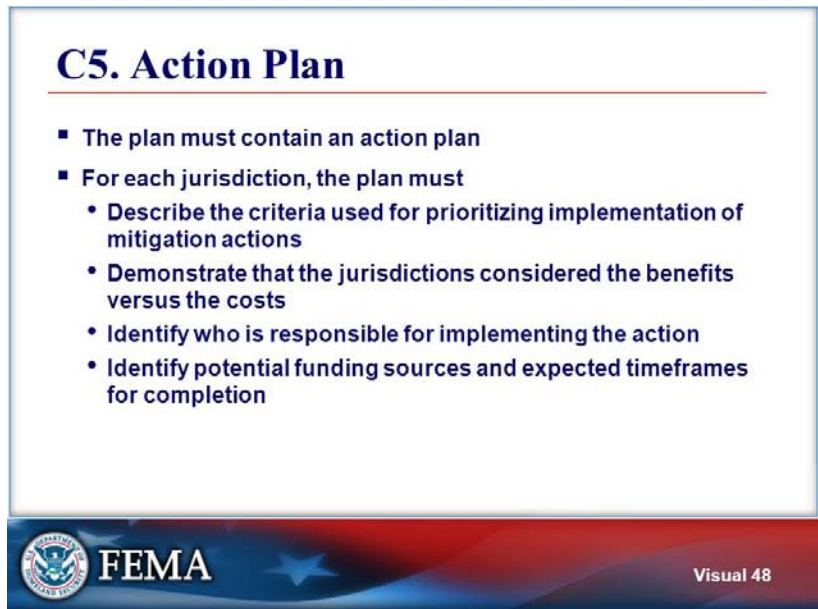 C5. Action Plan
▪ The plan must contain an action plan
▪ For each jurisdiction, the plan must
• Describe the criteria used for prioritizing implementation of
mitigation actions
• Demonstrate that the jurisdictions considered the benefits
versus the costs
• Identify who is responsible for implementing the action
• Identify potential funding sources and expected timeframes
for completion
FEMA
Visual 48